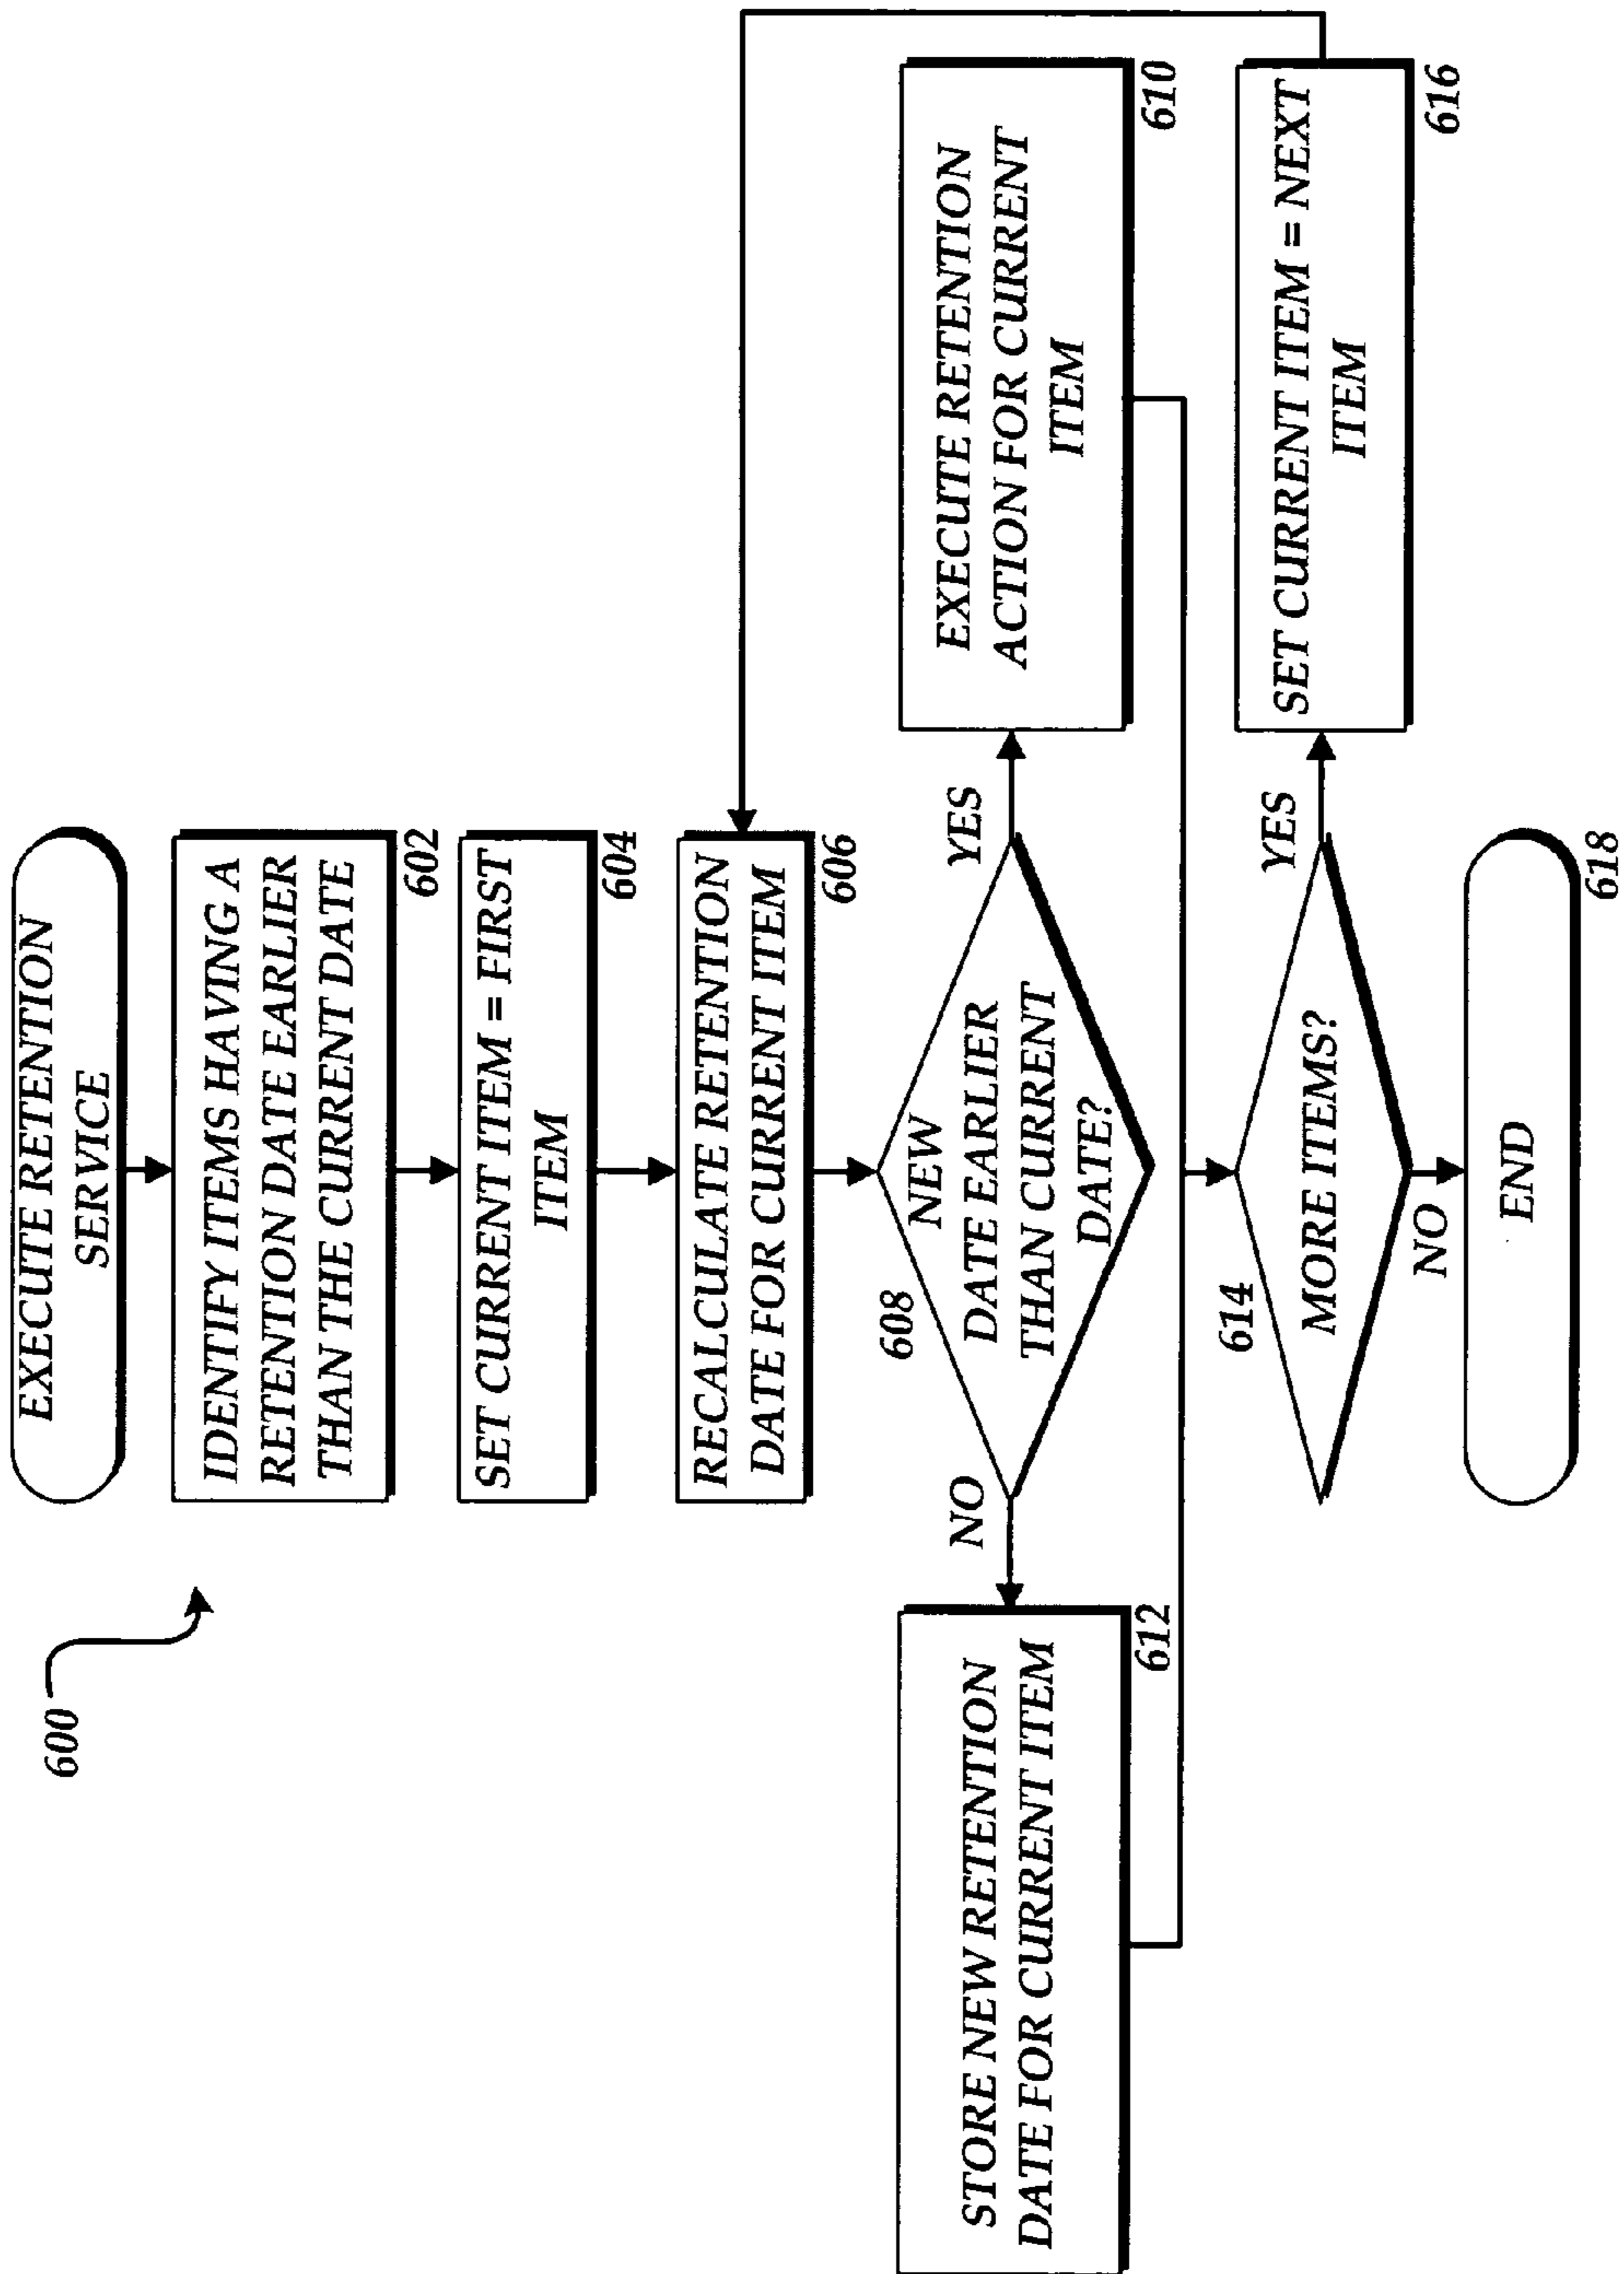 600
EXECUTE RETENTION
SERVICE
IDENTIFY ITEMS HAVING A
RETENTION DATE EARLIER
THAN THE CURRENT DATE
602
SET CURRENT ITEM = FIRST
ITEM
604
RECALCULATE RETENTION
DATE FOR CURRENT ITEM
606
608
NEW
DATE EARLIER
THAN CURRENT
DATE?
YES
EXECUTE RETENTION
ACTION FOR CURRENT
ITEM
610
NO
STORE NEW RETENTION
DATE FOR CURRENT ITEM
612
614
MORE ITEMS?
YES
SET CURRENT ITEM = NEXT
ITEM
616
NO
END
618